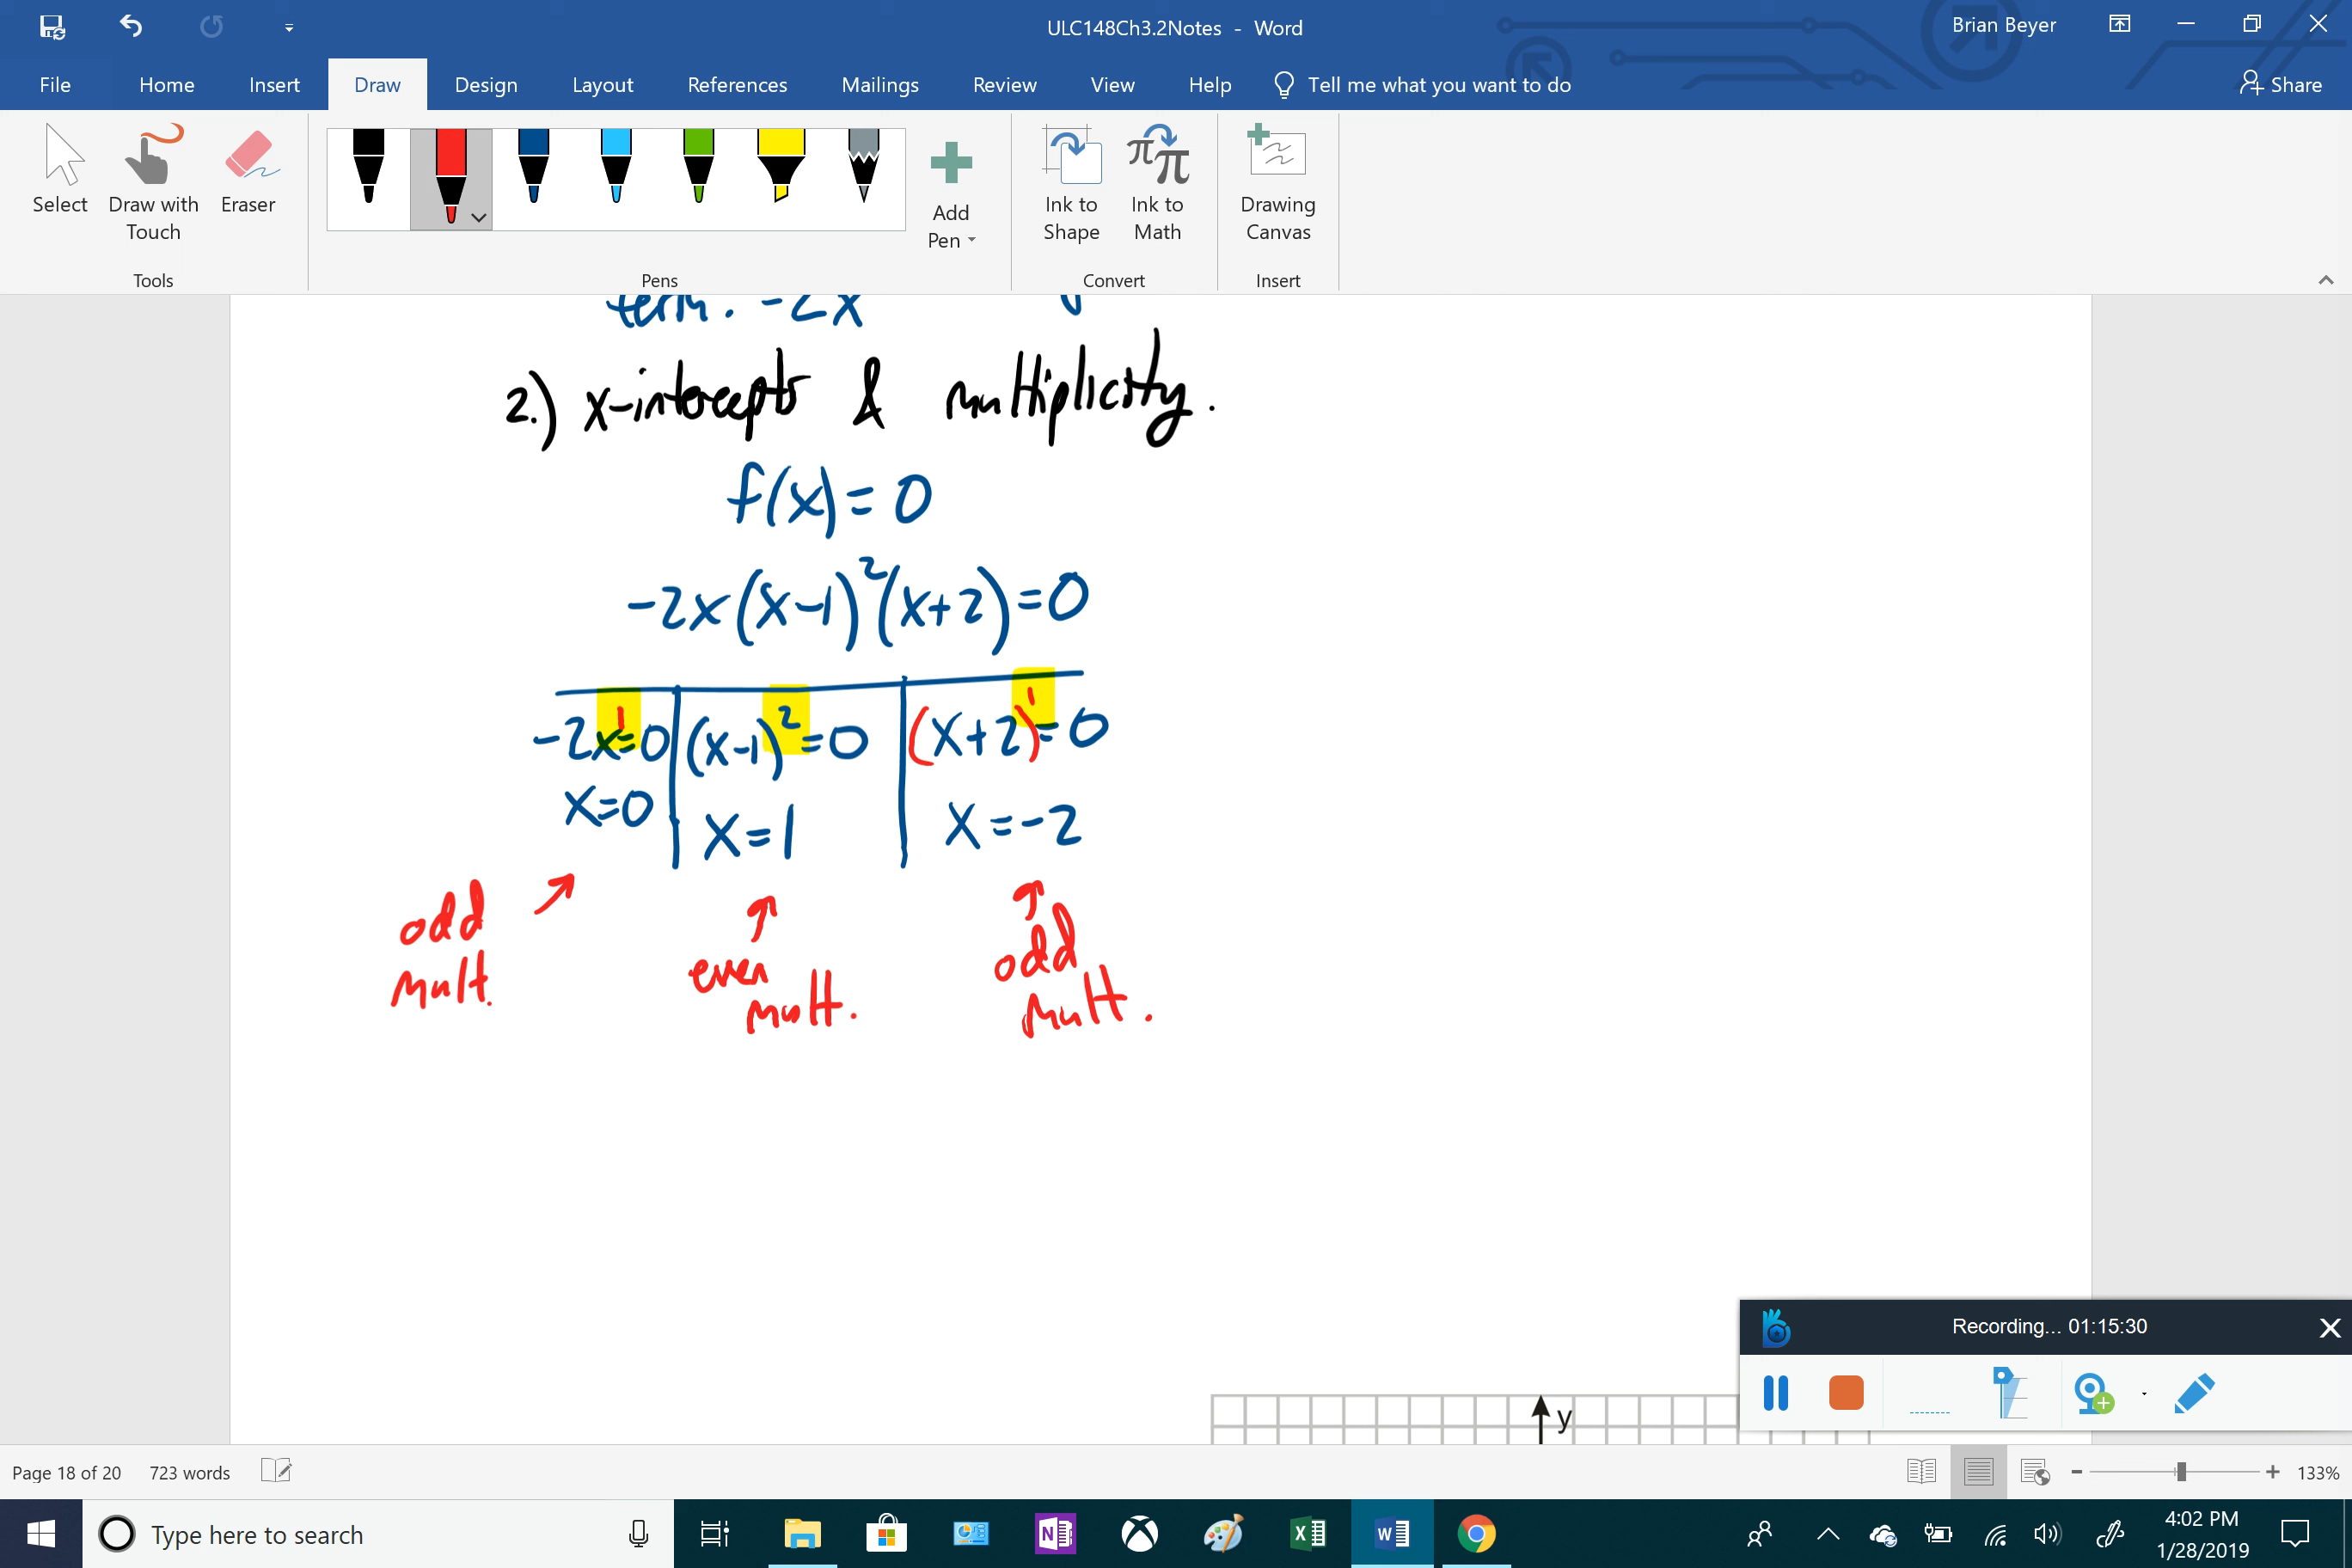 ULC148Ch3.2Notes - Word
Brian Beyer
File Home Insert Draw Design Layout References Mailings Review View Help Tell me what you want to do Share
Select Draw with Touch Eraser Add Pen Ink to Shape Ink to Math Drawing Canvas
Tools Pens Convert Insert
term. -2x
2.) x-intercepts & multiplicity.
f(x)=0
-2x(x-1)²(x+2)=0
-2x¹=0 (x-1)²=0 (x+2)¹=0
x=0 x=1 x=-2
odd mult. even mult. odd mult.
Recording... 01:15:30
y
Page 18 of 20 723 words 133%
Type here to search
4:02 PM
1/28/2019